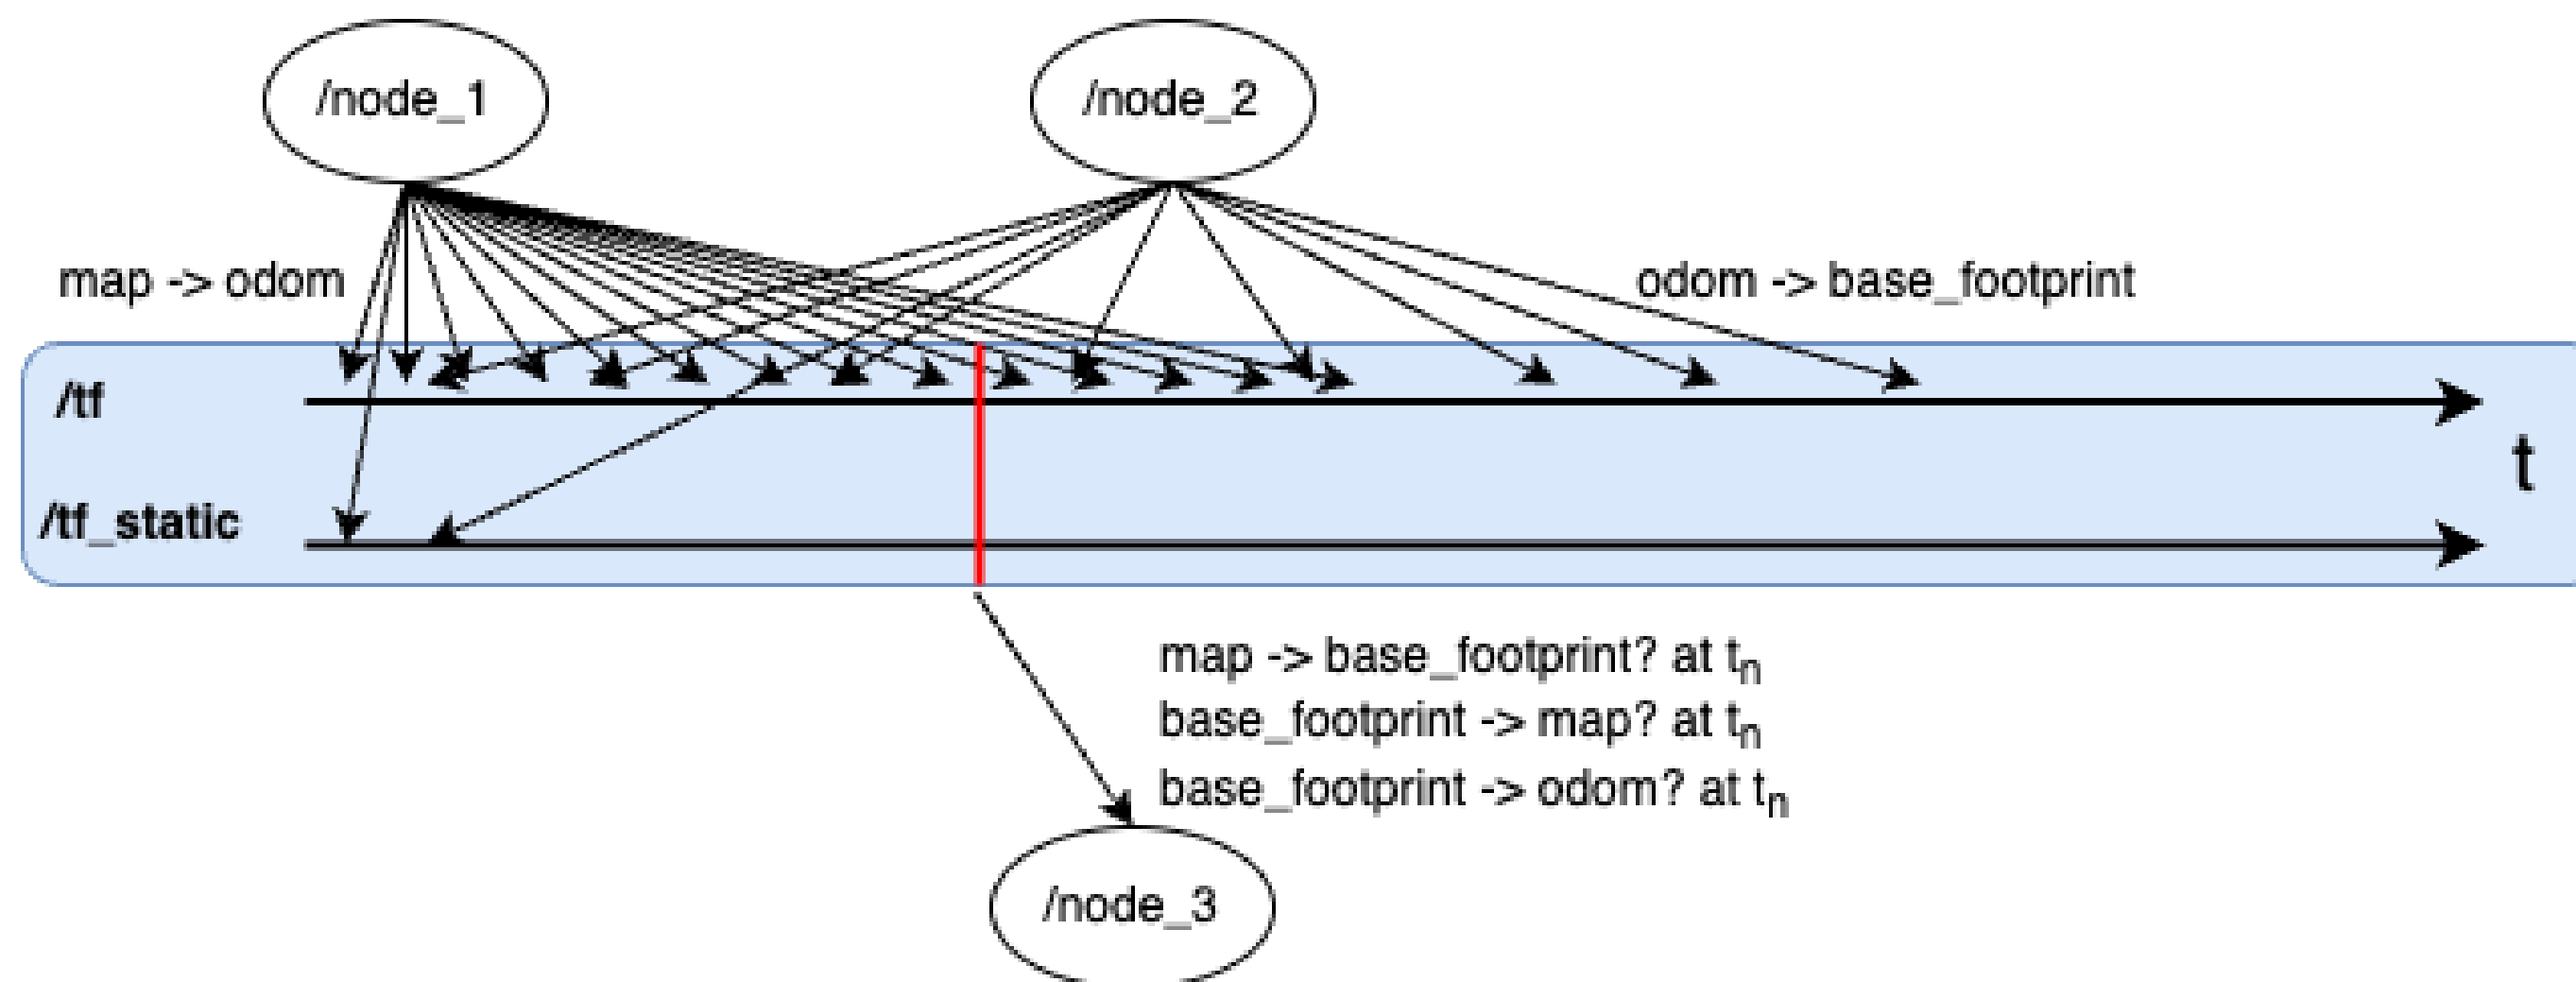 /node_1
/node_2
map -> odom
odom -> base_footprint
/tf
t
/tf_static
map -> base_footprint? at tn
base_footprint -> map? at tn
base_footprint -> odom? at tn
/node_3